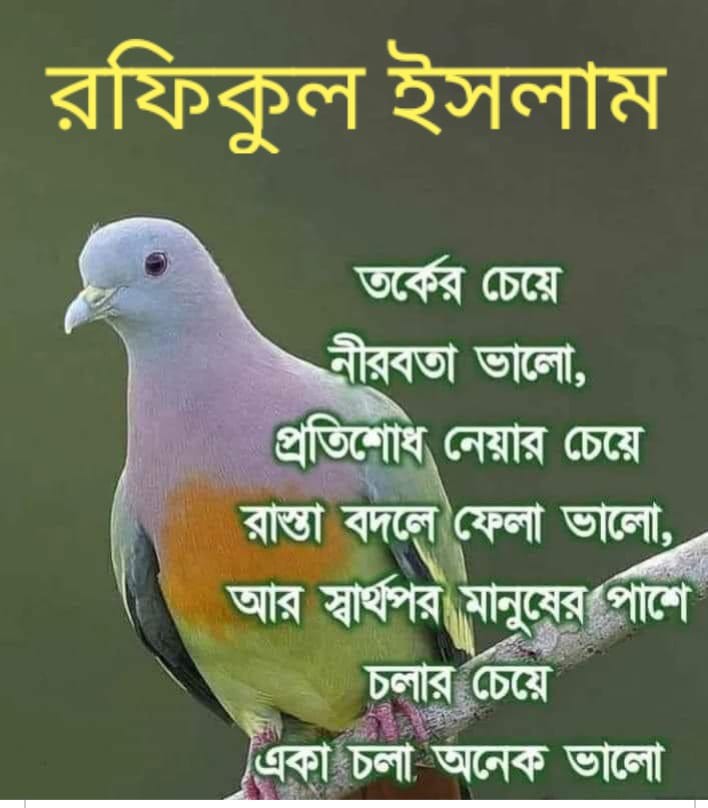 রফিকুল ইসলাম
তর্কের চেয়ে
নীরবতা ভালো,
প্রতিশোধ নেয়ার চেয়ে
রাস্তা বদলে ফেলা ভালো,
আর স্বার্থপর মানুষের পাশে
চলার চেয়ে
একা চলা অনেক ভালো